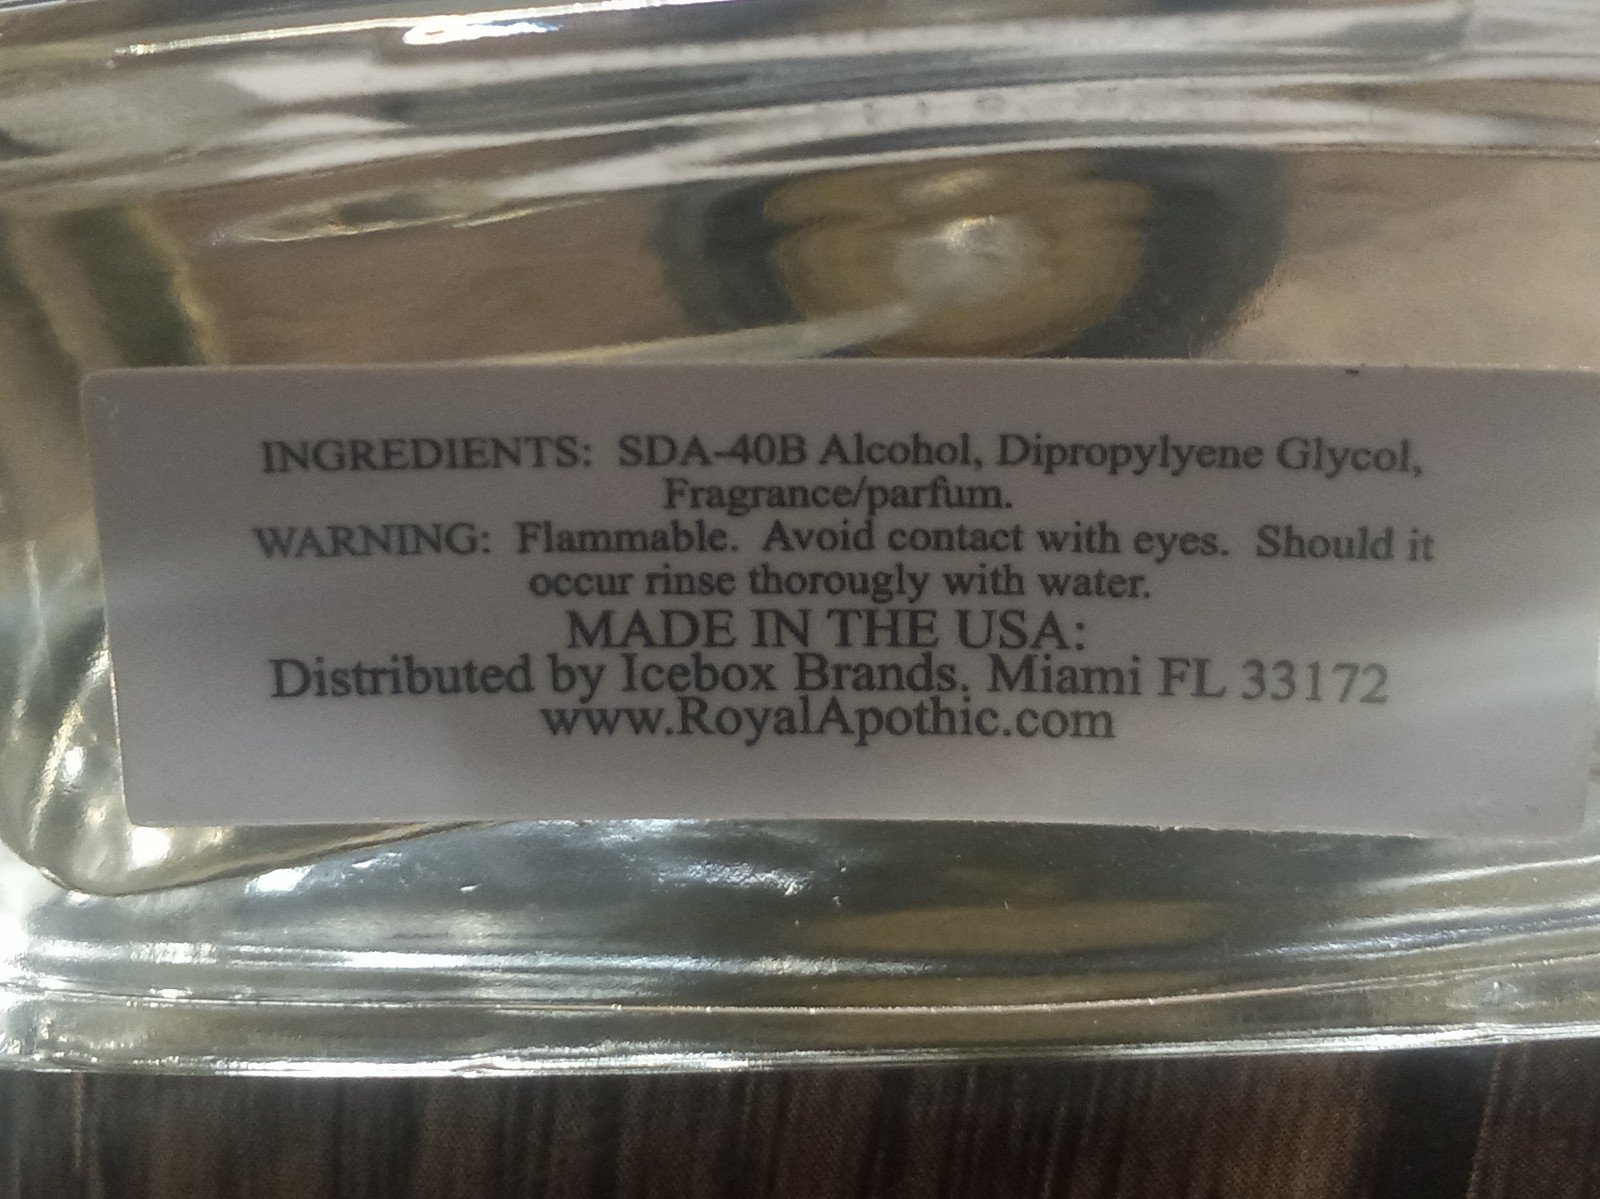 INGREDIENTS: SDA-40B Alcohol, Dipropylyene Glycol,
Fragrance/parfum.
WARNING: Flammable. Avoid contact with eyes. Should it
occur rinse thorougly with water.
MADE IN THE USA:
Distributed by Icebox Brands. Miami FL 33172
www.RoyalApothic.com